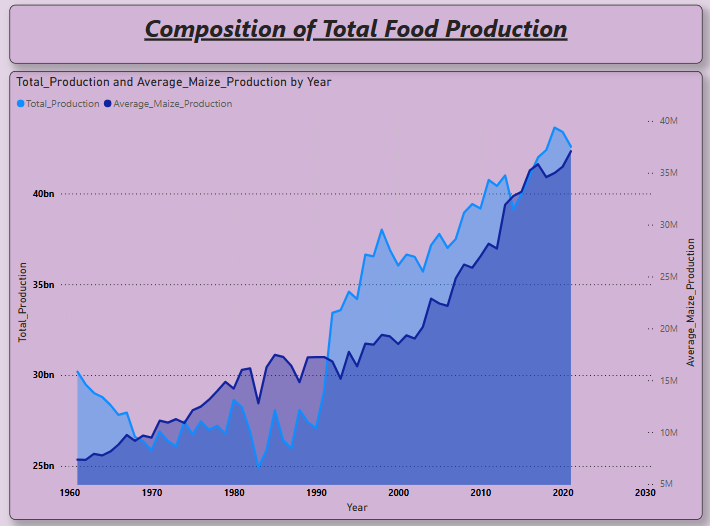 Composition of Total Food Production
Total_Production and Average_Maize_Production by Year
Total_Production Average_Maize_Production
40M
35M
40bn
30M
Total_Production
35bn
25M
Average_Maize_Production
20M
30bn
15M
10M
25bn
5M
1960 1970 1980 1990 2000 2010 2020 2030
Year